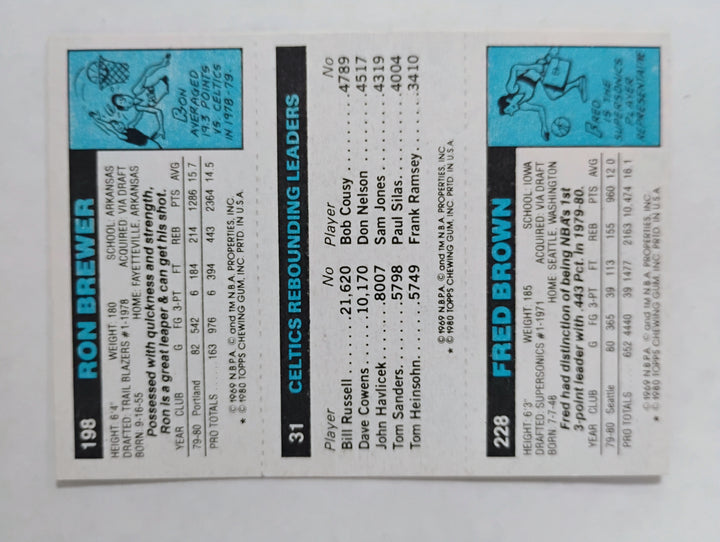 198 RON BREWER
HEIGHT: 6'4" WEIGHT: 180 SCHOOL: ARKANSAS
DRAFTED: TRAIL BLAZERS #1-1978 ACQUIRED: VIA DRAFT
BORN: 9-16-55 HOME: FAYETTEVILLE, ARKANSAS
Possessed with quickness and strength,
Ron is a great leaper & can get his shot.
YEAR CLUB G FG 3-PT FT REB PTS AVG
79-80 Portland 82 542 6 184 214 1286 15.7
PRO TOTALS 163 976 6 394 443 2364 14.5
© 1969 N.B.P.A. © and TM N.B.A. PROPERTIES, INC.
* © 1980 TOPPS CHEWING GUM, INC. PRTD. IN U.S.A.
RON
AVERAGED
19.3 POINTS
VS. CELTICS
IN 1978-79.
31 CELTICS REBOUNDING LEADERS
Player No Player No
Bill Russell 21,620 Bob Cousy 4789
Dave Cowens 10,170 Don Nelson 4517
John Havlicek 8007 Sam Jones 4319
Tom Sanders 5798 Paul Silas 4004
Tom Heinsohn 5749 Frank Ramsey 3410
© 1969 N.B.P.A. © and TM N.B.A. PROPERTIES, INC.
* © 1980 TOPPS CHEWING GUM, INC. PRTD. IN U.S.A.
228 FRED BROWN
HEIGHT: 6'3" WEIGHT: 185 SCHOOL: IOWA
DRAFTED: SUPERSONICS #1-1971 ACQUIRED: VIA DRAFT
BORN: 7-7-48 HOME: SEATTLE, WASHINGTON
Fred had distinction of being NBA's 1st
3-point leader with .443 Pct. in 1979-80.
YEAR CLUB G FG 3-PT FT REB PTS AVG
79-80 Seattle 80 365 39 113 155 960 12.0
PRO TOTALS 652 4440 39 1477 2163 10,474 16.1
© 1969 N.B.P.A. © and TM N.B.A. PROPERTIES, INC.
* © 1980 TOPPS CHEWING GUM, INC. PRTD. IN U.S.A.
FRED
IS THE
SUPERSONICS
PLAYER
REPRESENTATIVE